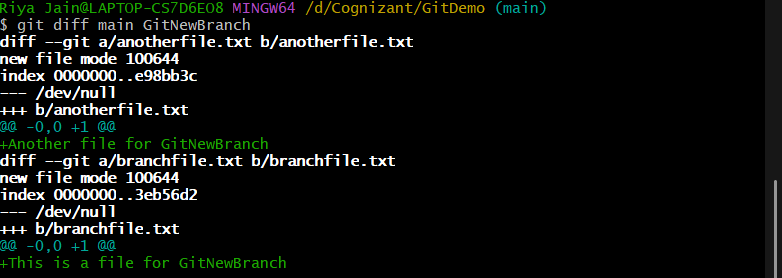 Riya Jain@LAPTOP-CS7D6EO8 MINGW64 /d/Cognizant/GitDemo (main)
$ git diff main GitNewBranch
diff --git a/anotherfile.txt b/anotherfile.txt
new file mode 100644
index 0000000..e98bb3c
--- /dev/null
+++ b/anotherfile.txt
@@ -0,0 +1 @@
+Another file for GitNewBranch
diff --git a/branchfile.txt b/branchfile.txt
new file mode 100644
index 0000000..3eb56d2
--- /dev/null
+++ b/branchfile.txt
@@ -0,0 +1 @@
+This is a file for GitNewBranch